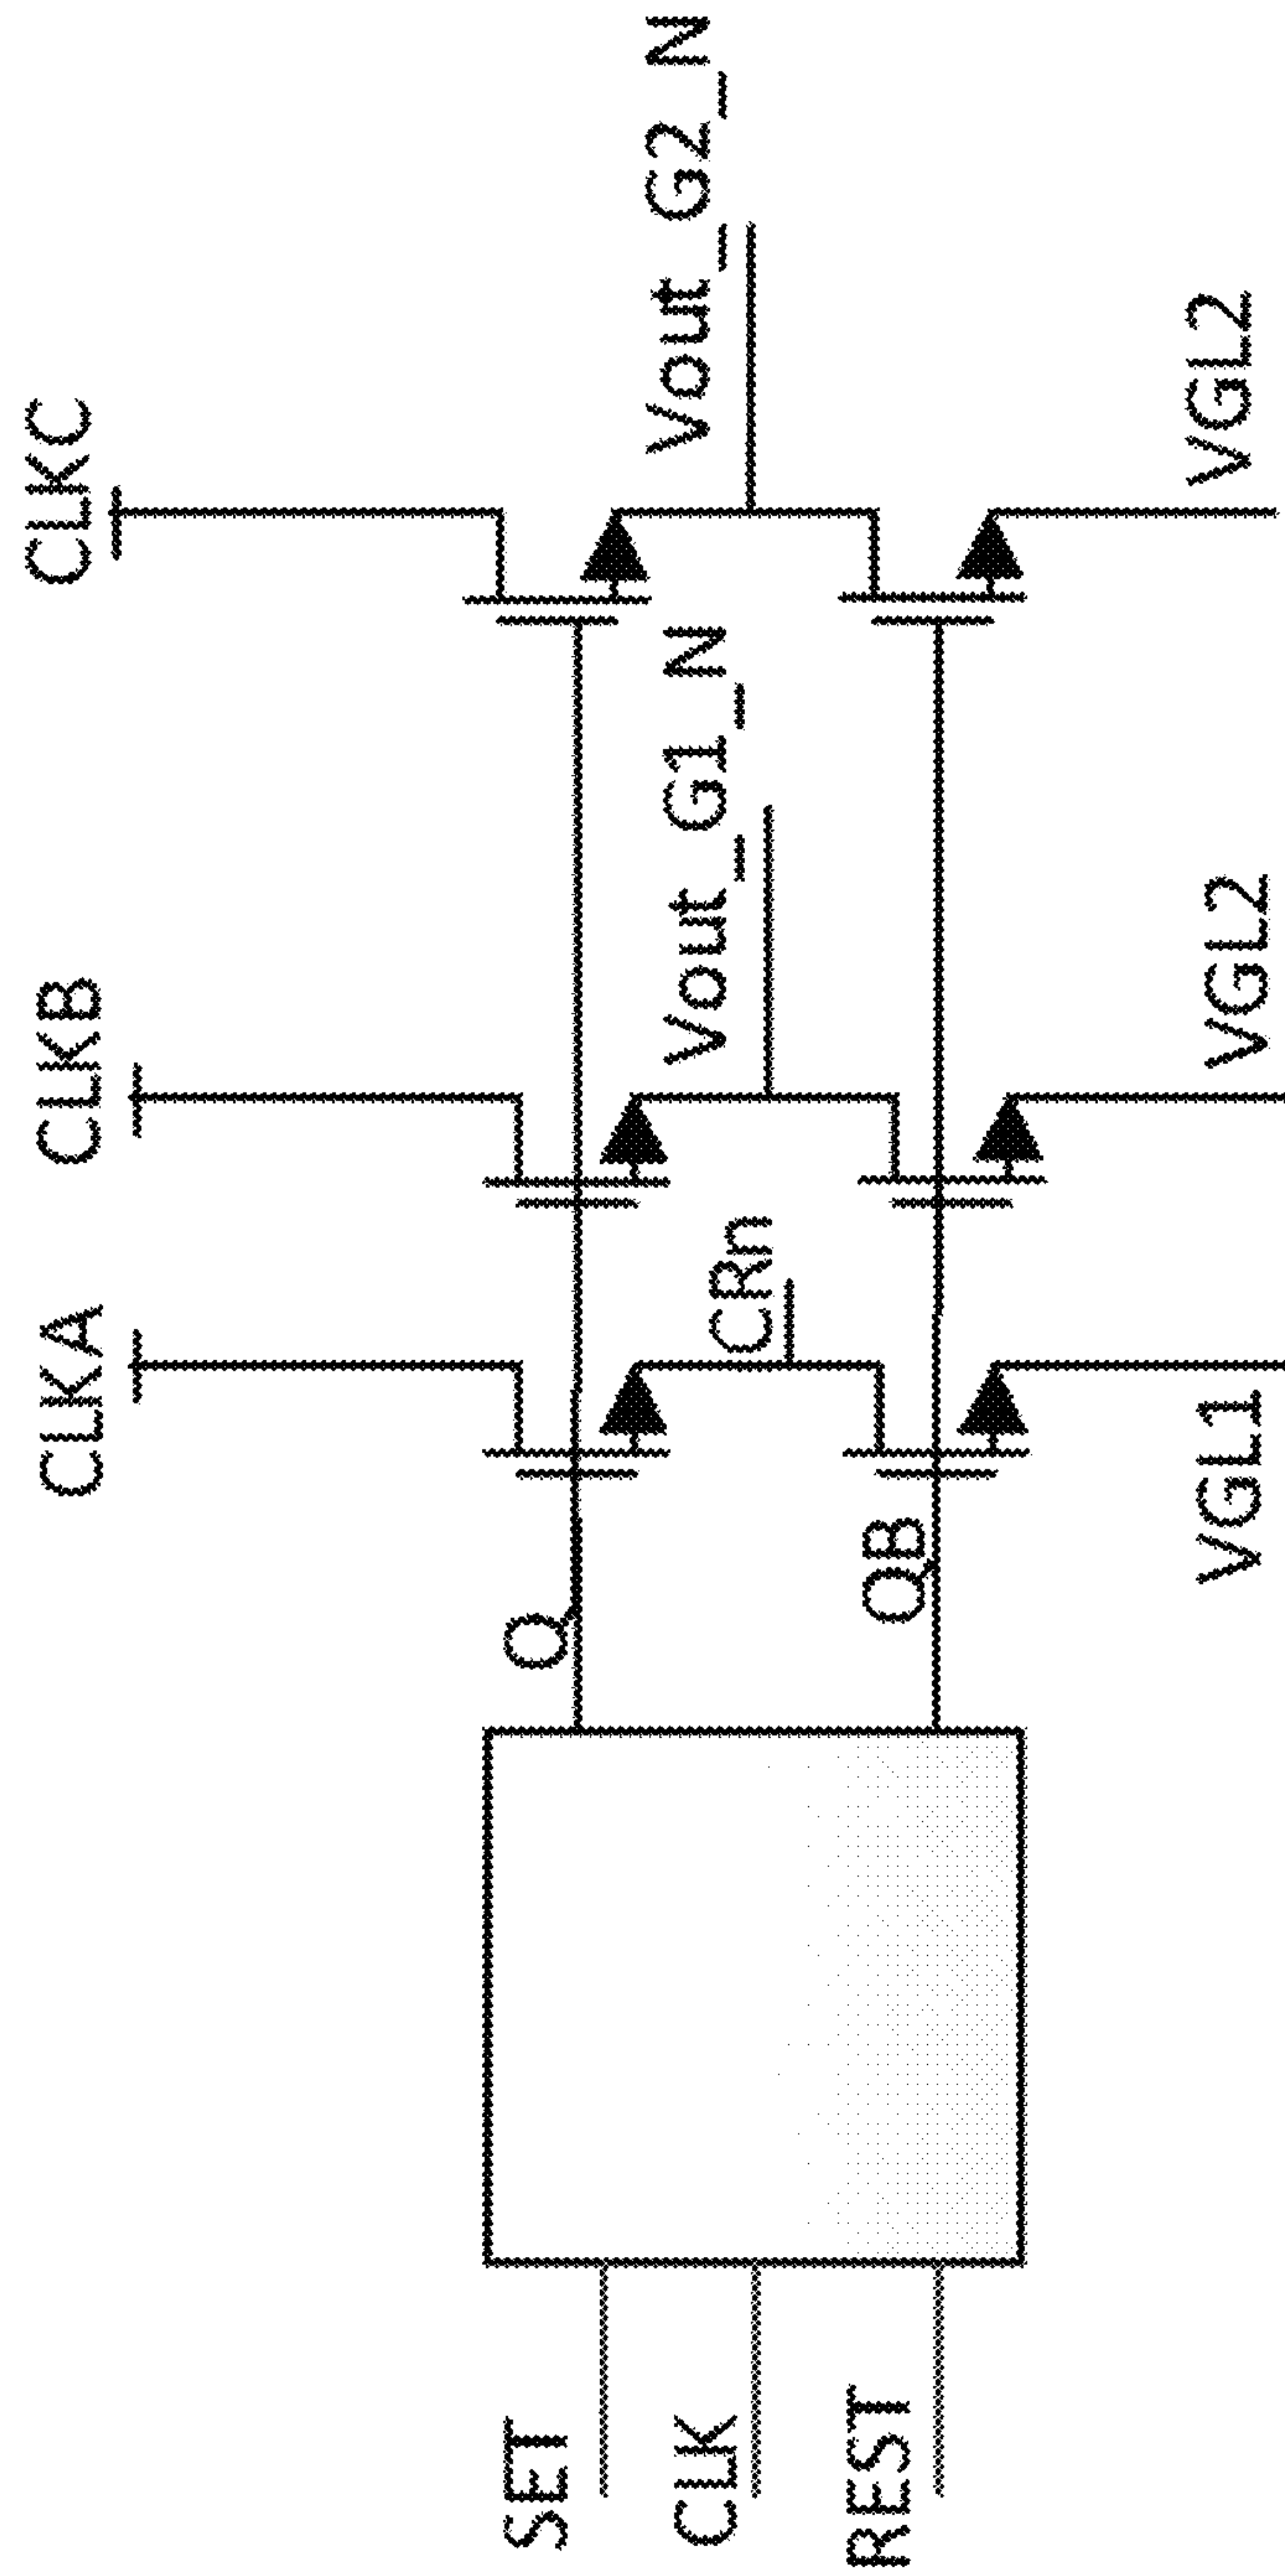 CLKA
CLKB
CLKC
SET
CLK
REST
Q
QB
CRn
Vout_G1_N
Vout_G2_N
VGL1
VGL2
VGL2